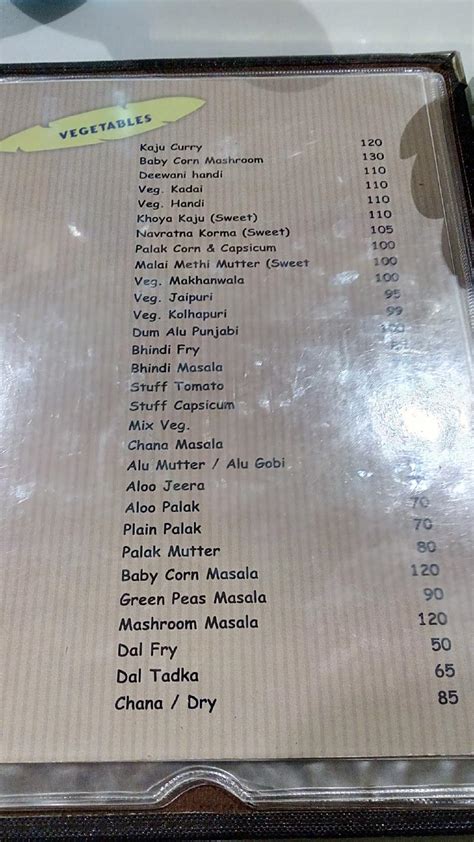 VEGETABLES
Kaju Curry 120
Baby Corn Mashroom 130
Deewani handi 110
Veg. Kadai 110
Veg. Handi 110
Khoya Kaju (Sweet) 110
Navratna Korma (Sweet) 105
Palak Corn & Capsicum 100
Malai Methi Mutter (Sweet 100
Veg. Makhanwala 100
Veg. Jaipuri 95
Veg. Kolhapuri 99
Dum Alu Punjabi 100
Bhindi Fry
Bhindi Masala
Stuff Tomato
Stuff Capsicum
Mix Veg.
Chana Masala
Alu Mutter / Alu Gobi
Aloo Jeera
Aloo Palak 70
Plain Palak 70
Palak Mutter 80
Baby Corn Masala 120
Green Peas Masala 90
Mashroom Masala 120
Dal Fry 50
Dal Tadka 65
Chana / Dry 85